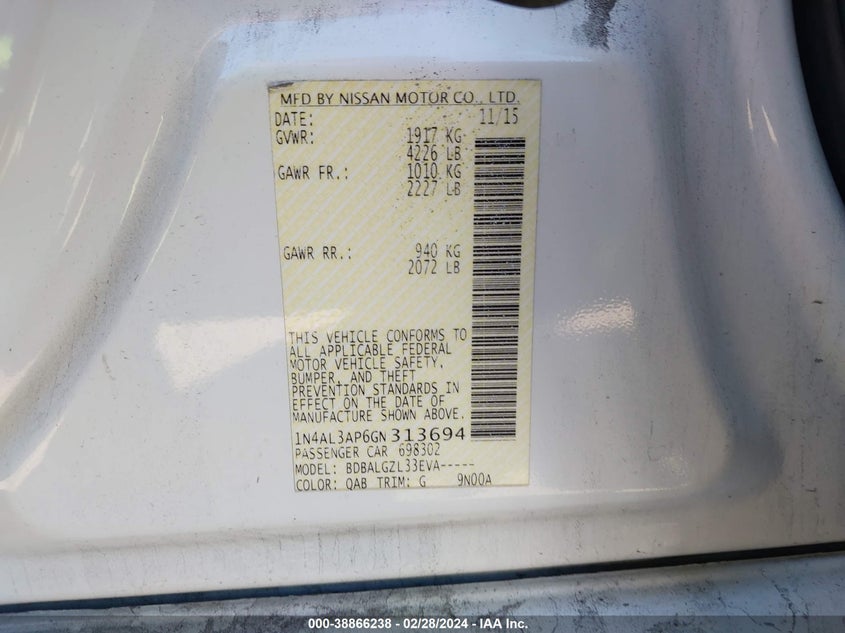 MFD BY NISSAN MOTOR CO., LTD.
DATE: 11/15
GVWR: 1917 KG
4226 LB
GAWR FR.: 1010 KG
2227 LB
GAWR RR.: 940 KG
2072 LB
THIS VEHICLE CONFORMS TO
ALL APPLICABLE FEDERAL
MOTOR VEHICLE SAFETY,
BUMPER, AND THEFT
PREVENTION STANDARDS IN
EFFECT ON THE DATE OF
MANUFACTURE SHOWN ABOVE.
1N4AL3AP6GN313694
PASSENGER CAR 698302
MODEL: BDBALGZL33EVA-----
COLOR: QAB TRIM: G 9N00A
000-38866238 - 02/28/2024 - IAA Inc.